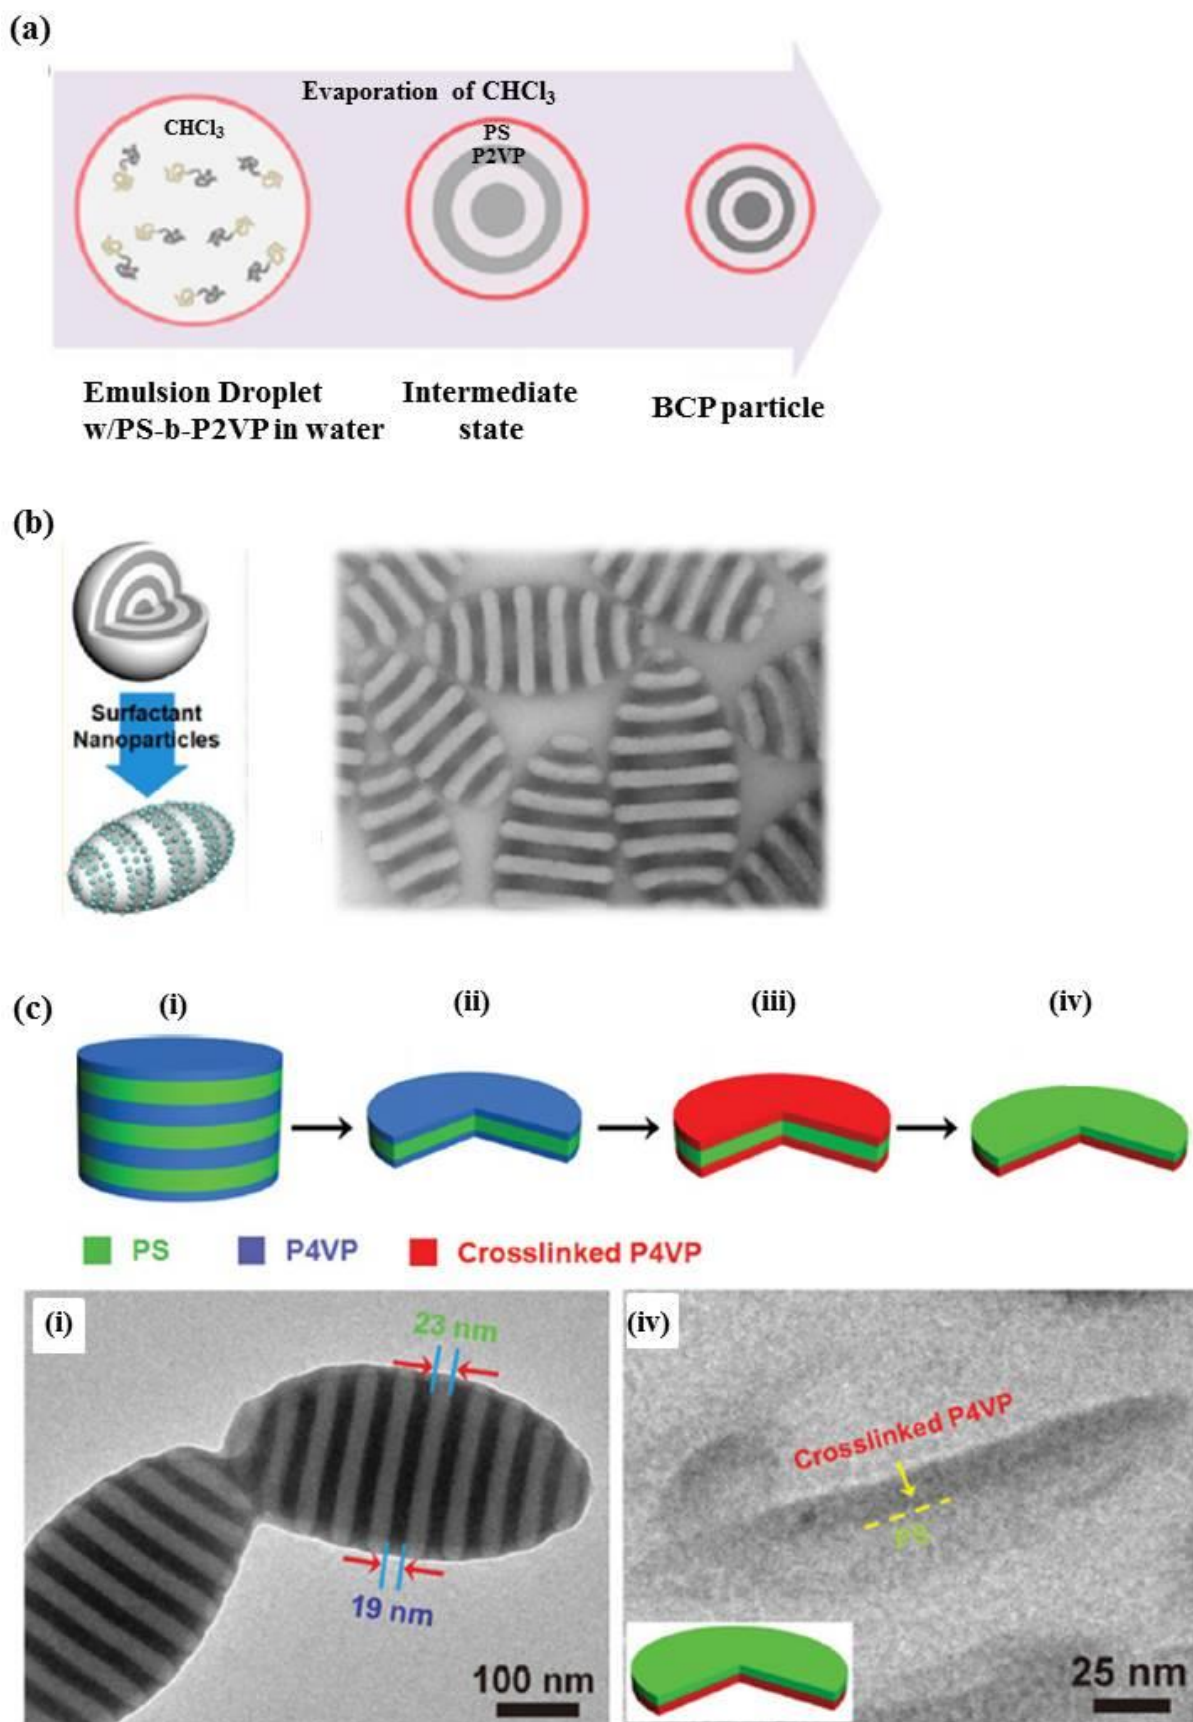 (a)
Evaporation of CHCl₃
CHCl₃
PS
P2VP
Emulsion Droplet
w/PS-b-P2VP in water
Intermediate
state
BCP particle
(b)
Surfactant
Nanoparticles
(c)
(i)
(ii)
(iii)
(iv)
PS
P4VP
Crosslinked P4VP
(i)
23 nm
19 nm
100 nm
(iv)
Crosslinked P4VP
PS
25 nm